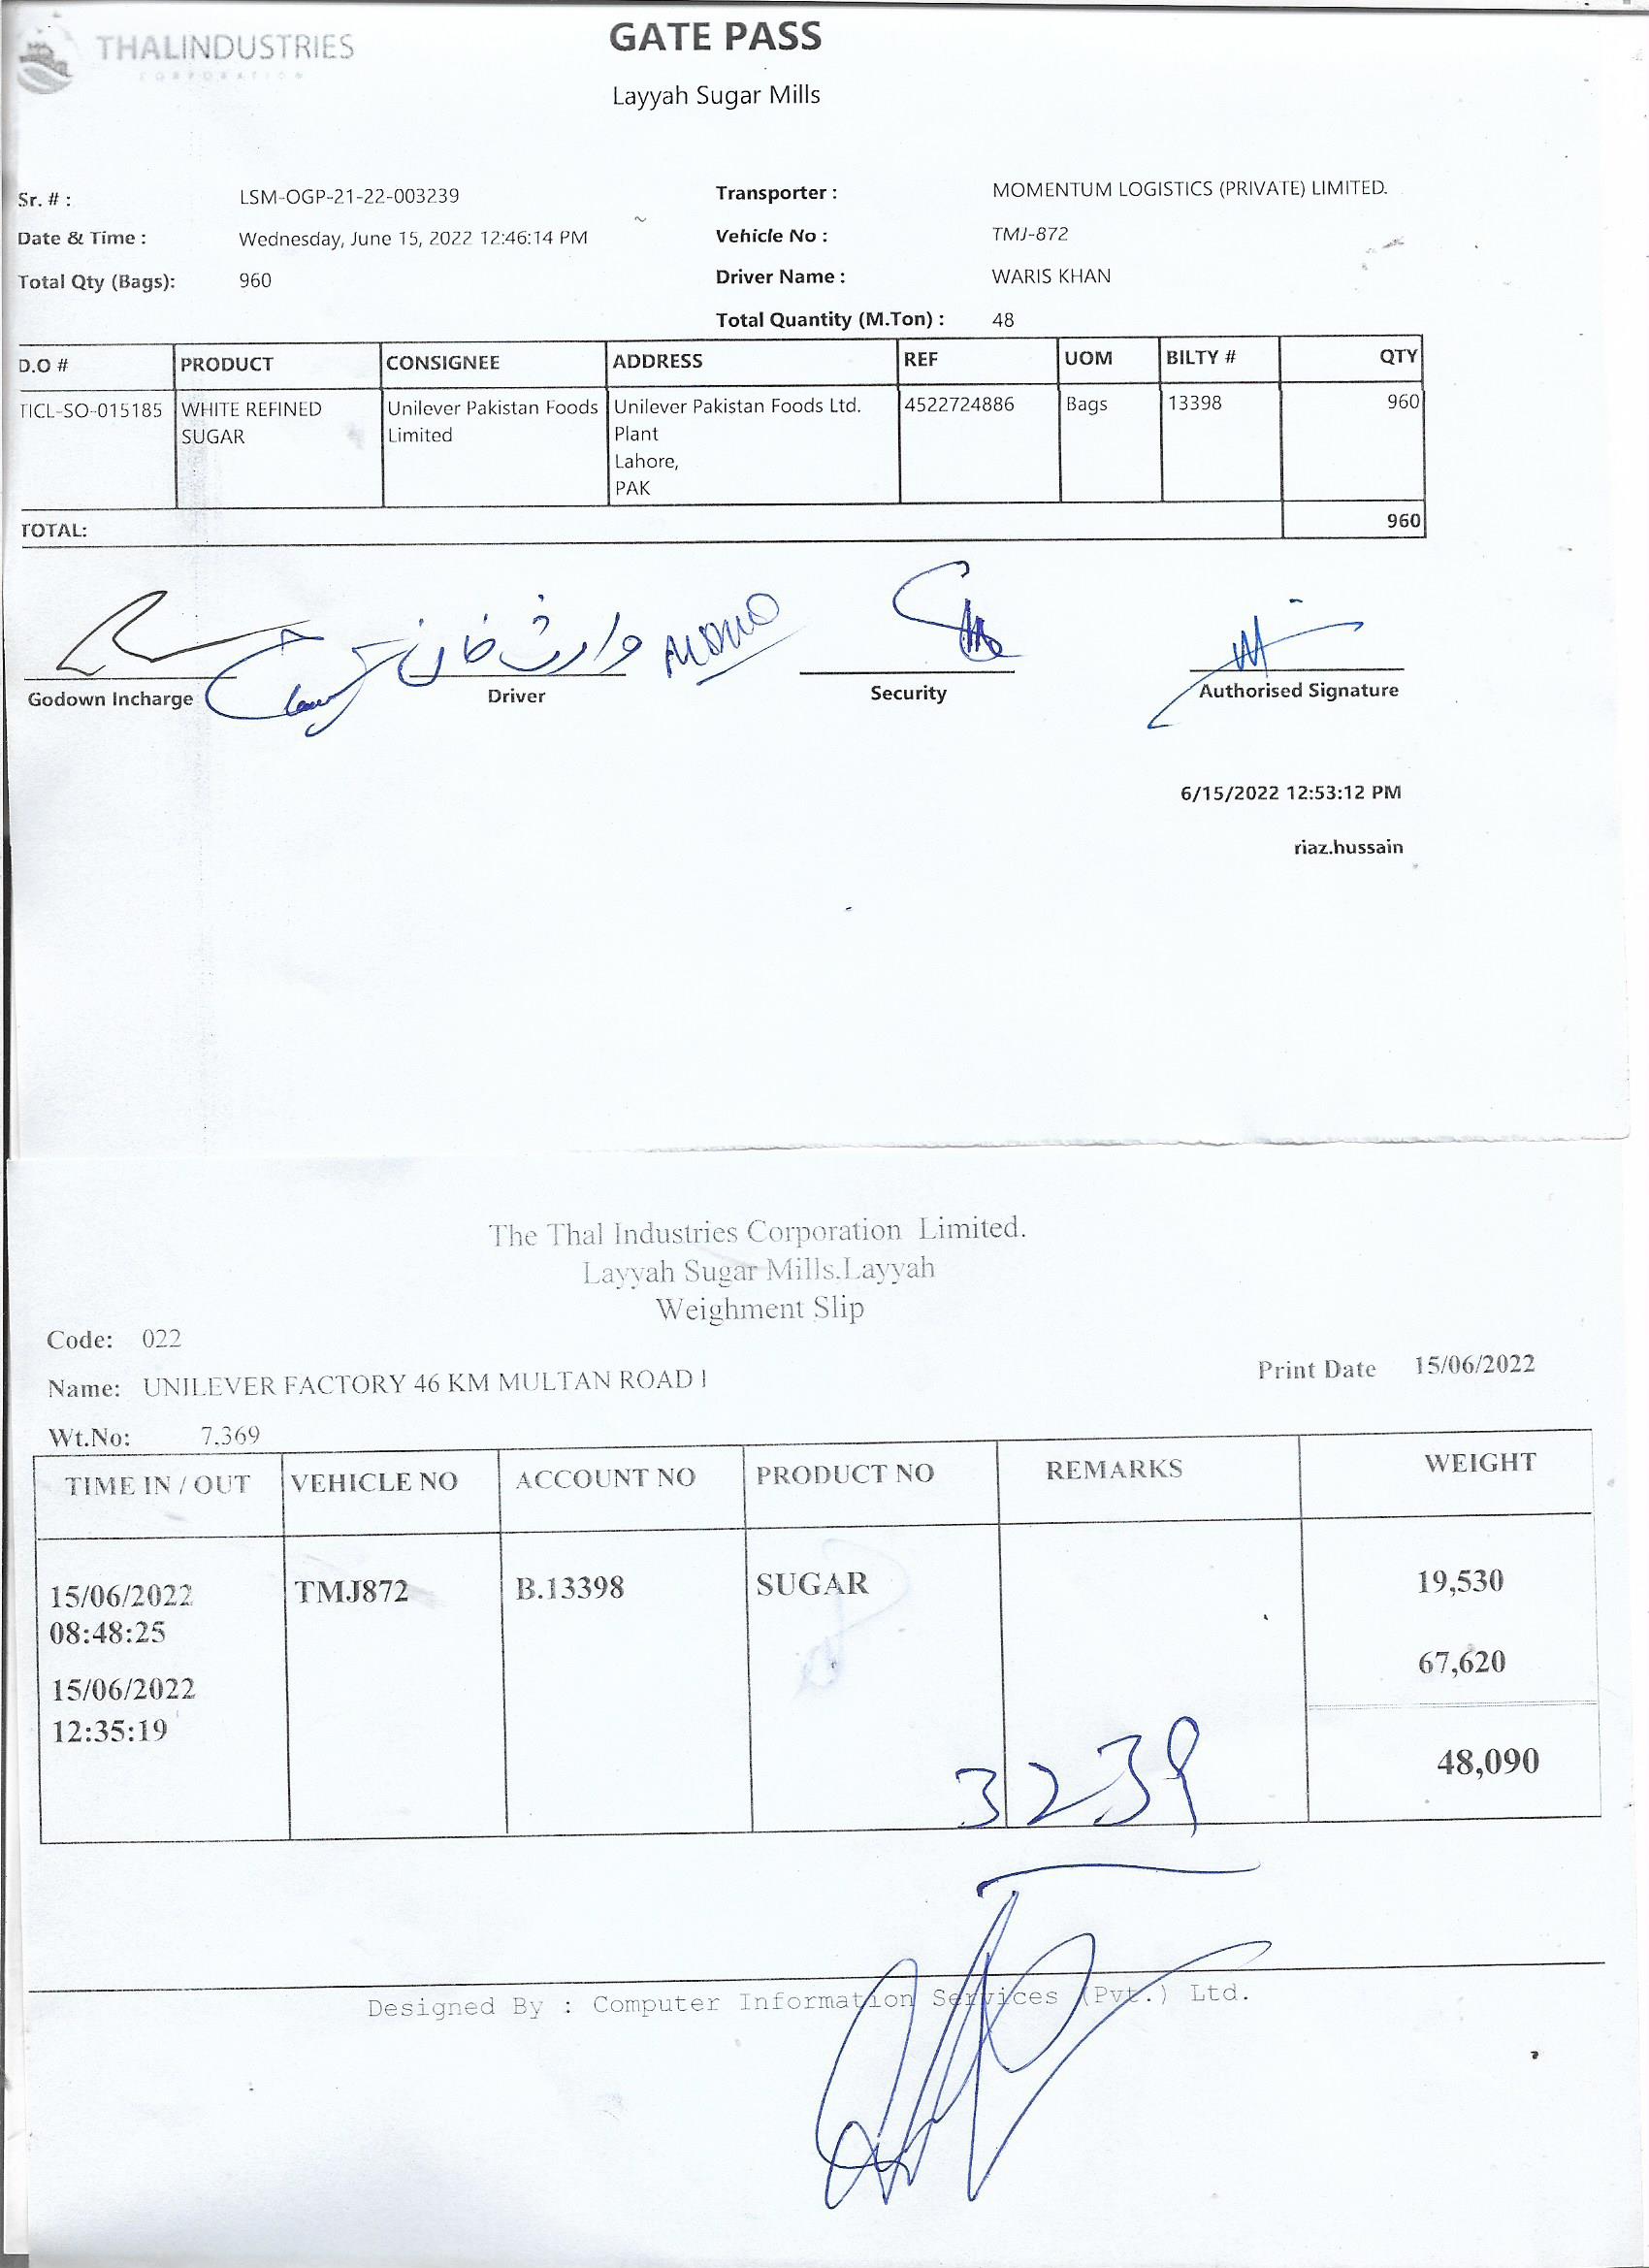 THALINDUSTRIES
CORPORATION
GATE PASS
Layyah Sugar Mills
Sr. # : LSM-OGP-21-22-003239 Transporter : MOMENTUM LOGISTICS (PRIVATE) LIMITED.
Date & Time : Wednesday, June 15, 2022 12:46:14 PM Vehicle No : TMJ-872
Total Qty (Bags): 960 Driver Name : WARIS KHAN
Total Quantity (M.Ton) : 48
D.O # PRODUCT CONSIGNEE ADDRESS REF UOM BILTY # QTY
TICL-SO-015185 WHITE REFINED Unilever Pakistan Foods Unilever Pakistan Foods Ltd. 4522724886 Bags 13398 960
SUGAR Limited Plant
Lahore,
PAK
TOTAL: 960
وارث خان
Godown Incharge Driver Security Authorised Signature
6/15/2022 12:53:12 PM
riaz.hussain
The Thal Industries Corporation Limited.
Layyah Sugar Mills.Layyah
Weighment Slip
Code: 022
Name: UNILEVER FACTORY 46 KM MULTAN ROAD Print Date 15/06/2022
Wt.No: 7.369
TIME IN / OUT VEHICLE NO ACCOUNT NO PRODUCT NO REMARKS WEIGHT
15/06/2022 TMJ872 B.13398 SUGAR 19,530
08:48:25
15/06/2022 67,620
12:35:19
48,090
3239
Designed By : Computer Information Services (Pvt.) Ltd.